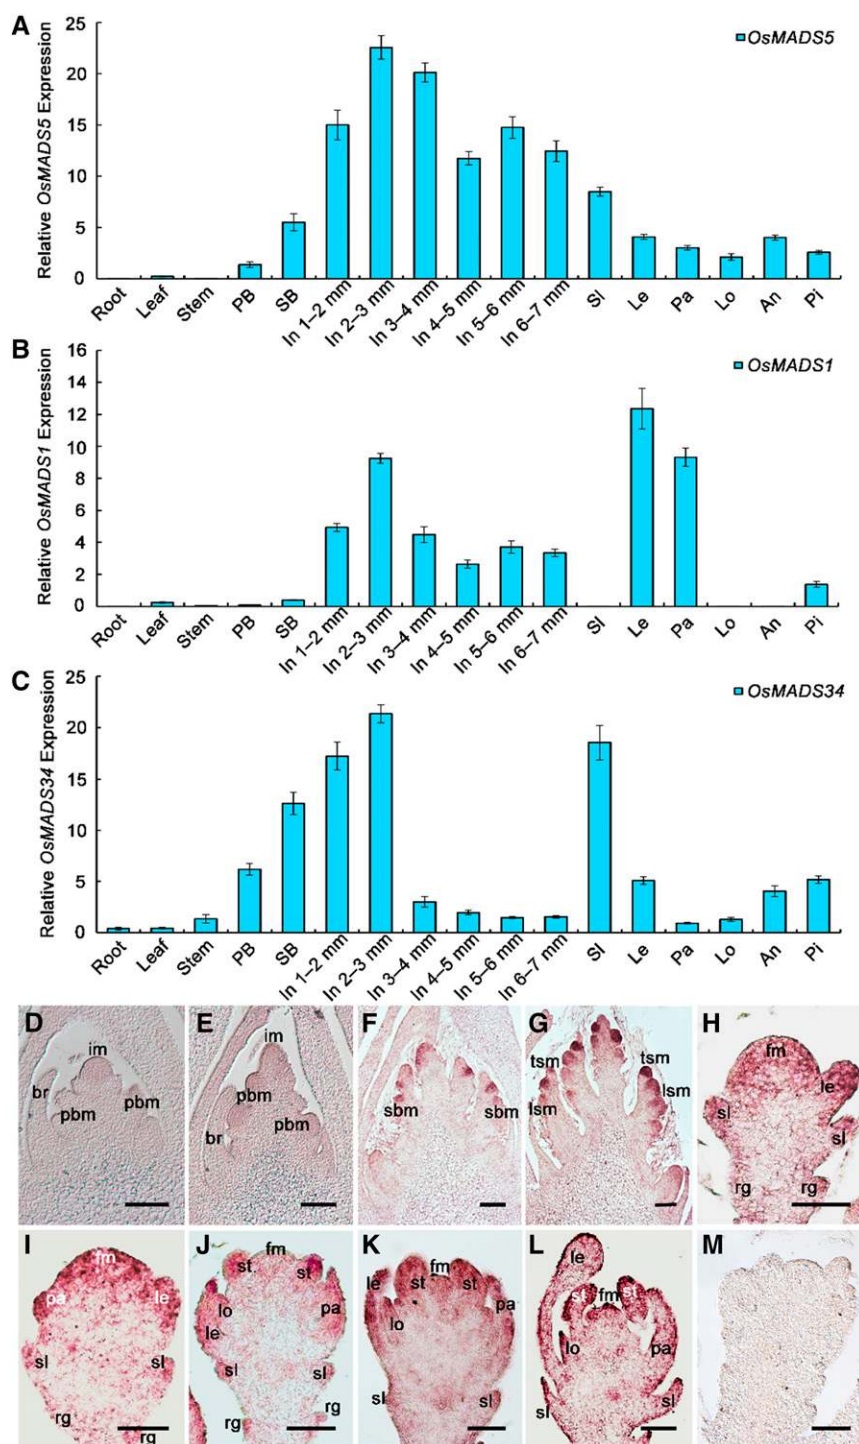 A
OsMADS5
Relative OsMADS5 Expression
25
20
15
10
5
0
Root Leaf Stem PB SB In 1–2 mm In 2–3 mm In 3–4 mm In 4–5 mm In 5–6 mm In 6–7 mm Sl Le Pa Lo An Pi
B
OsMADS1
Relative OsMADS1 Expression
16
14
12
10
8
6
4
2
0
Root Leaf Stem PB SB In 1–2 mm In 2–3 mm In 3–4 mm In 4–5 mm In 5–6 mm In 6–7 mm Sl Le Pa Lo An Pi
C
OsMADS34
Relative OsMADS34 Expression
25
20
15
10
5
0
Root Leaf Stem PB SB In 1–2 mm In 2–3 mm In 3–4 mm In 4–5 mm In 5–6 mm In 6–7 mm Sl Le Pa Lo An Pi
D
im
br
pbm
pbm
E
im
pbm
br
pbm
F
sbm
sbm
G
tsm
tsm
lsm
lsm
H
fm
le
sl
sl
rg
rg
I
fm
pa
le
sl
sl
rg
rg
J
fm
st
st
lo
pa
le
sl
sl
rg
rg
K
fm
le
st
st
pa
lo
sl
sl
L
le
st
fm
st
lo
pa
sl
sl
M